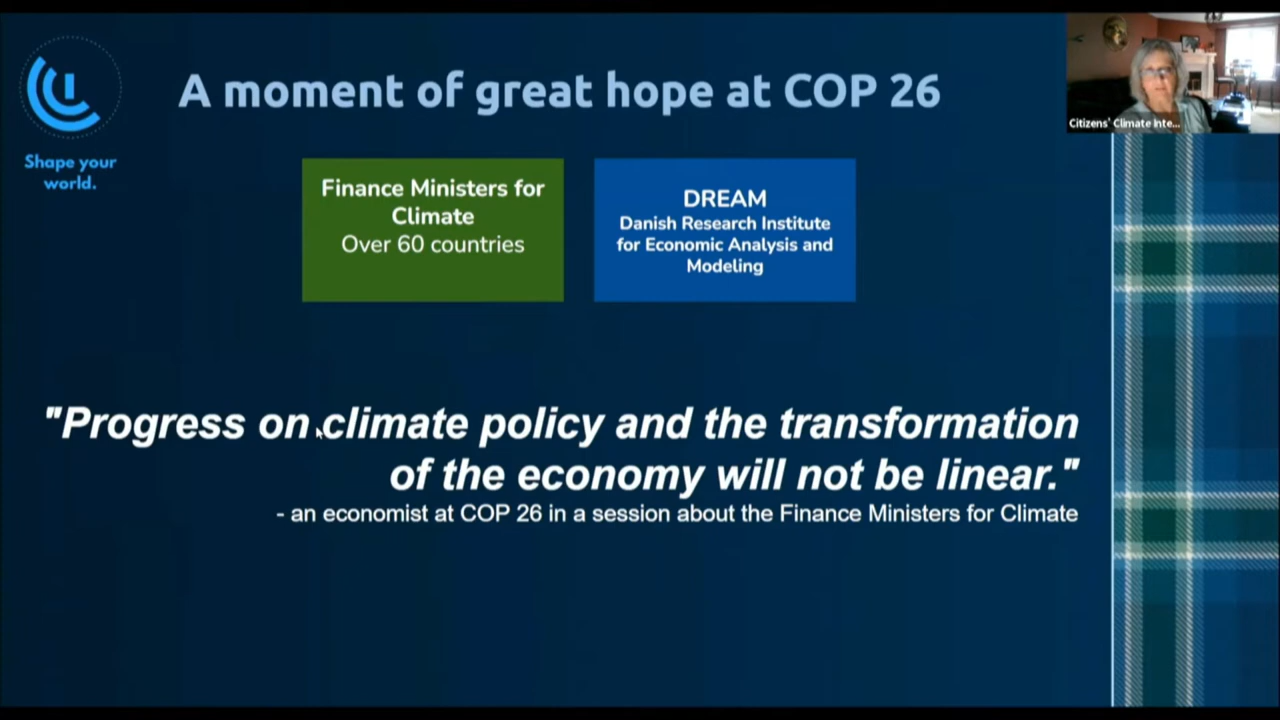 A moment of great hope at COP 26
Shape your
world.
Finance Ministers for
Climate
Over 60 countries
DREAM
Danish Research Institute
for Economic Analysis and
Modeling
"Progress on climate policy and the transformation
of the economy will not be linear."
- an economist at COP 26 in a session about the Finance Ministers for Climate
Citizens' Climate Inte...